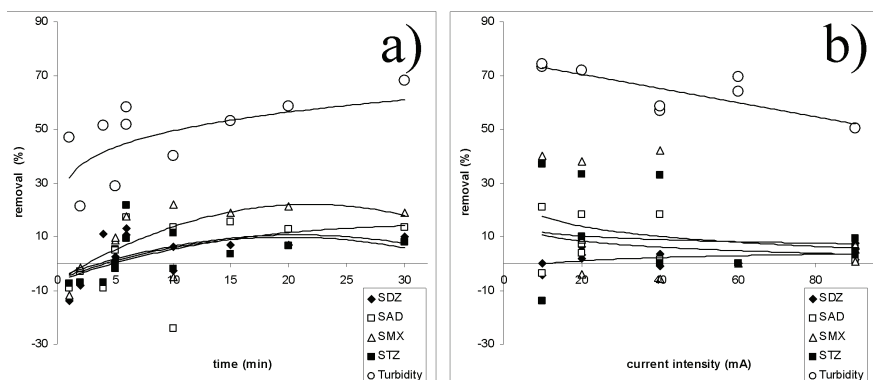 a)
90
70
50
30
10
-10
-30
removal (%)
0
5
10
15
20
25
30
time (min)
SDZ
SAD
SMX
STZ
Turbidity
b)
90
70
50
30
10
-10
-30
removal (%)
0
20
40
60
80
current intensity (mA)
SDZ
SAD
SMX
STZ
Turbidity